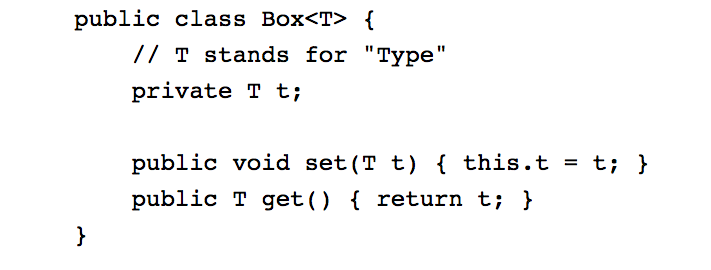 public class Box<T> {
    // T stands for "Type"
    private T t;

    public void set(T t) { this.t = t; }
    public T get() { return t; }
}